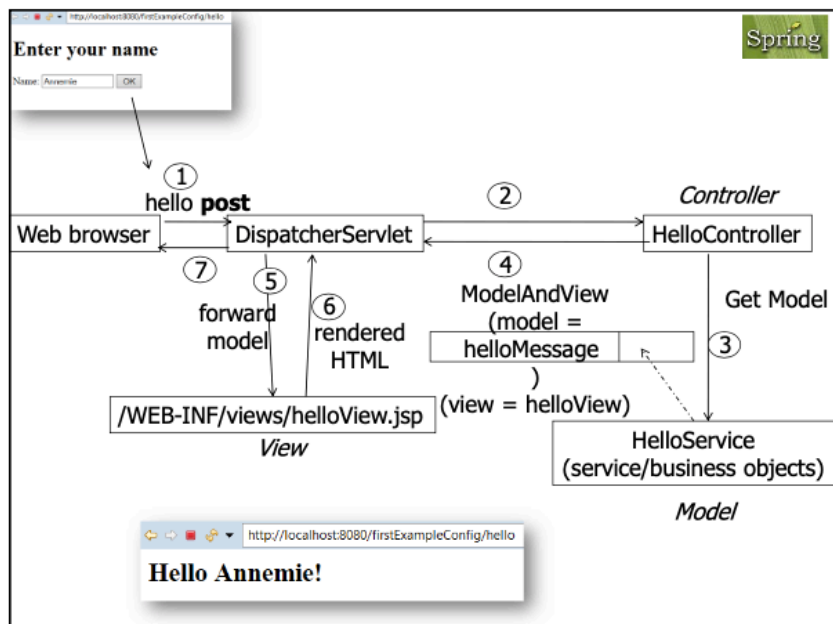 http://localhost:8080/firstExampleConfig/hello
Enter your name
Name: Annemie OK
Spring
1
hello post
2
Controller
Web browser
DispatcherServlet
HelloController
7
5
forward
model
6
rendered
HTML
4
ModelAndView
(model =
helloMessage
)
(view = helloView)
Get Model
3
/WEB-INF/views/helloView.jsp
View
HelloService
(service/business objects)
Model
http://localhost:8080/firstExampleConfig/hello
Hello Annemie!